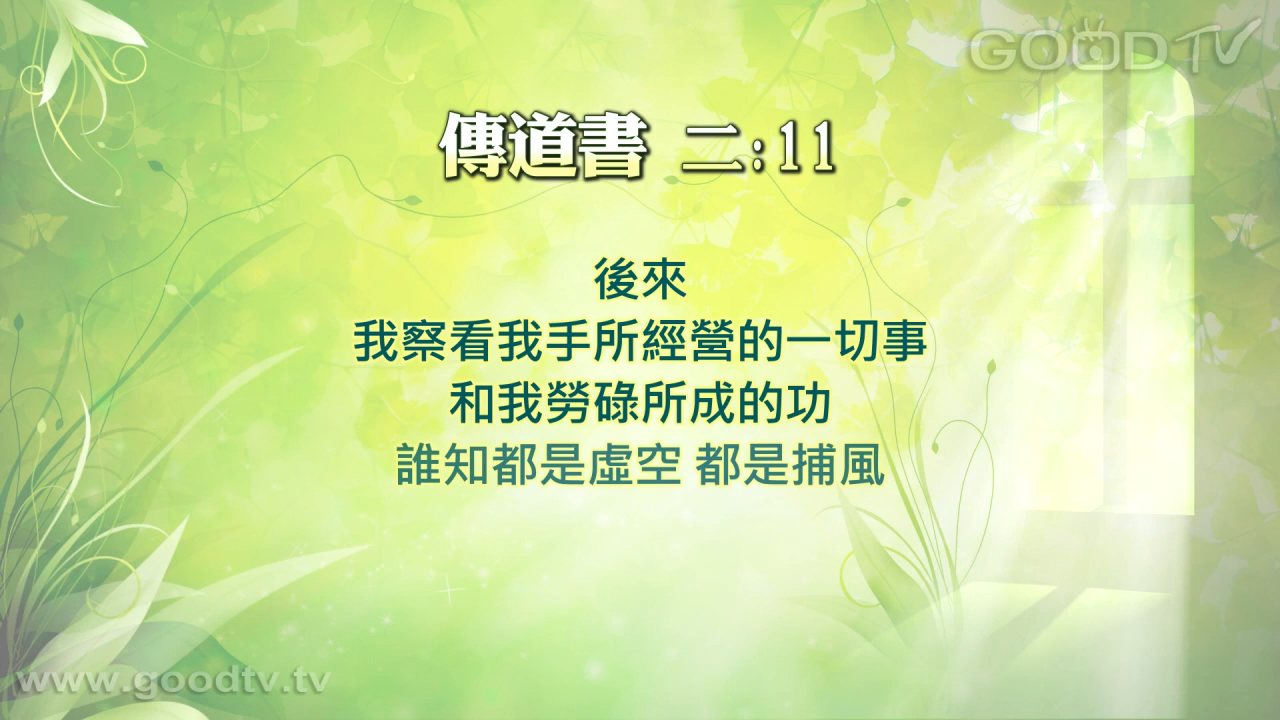 GOOD TV
傳道書 二:11
後來
我察看我手所經營的一切事
和我勞碌所成的功
誰知都是虛空 都是捕風
www.goodtv.tv